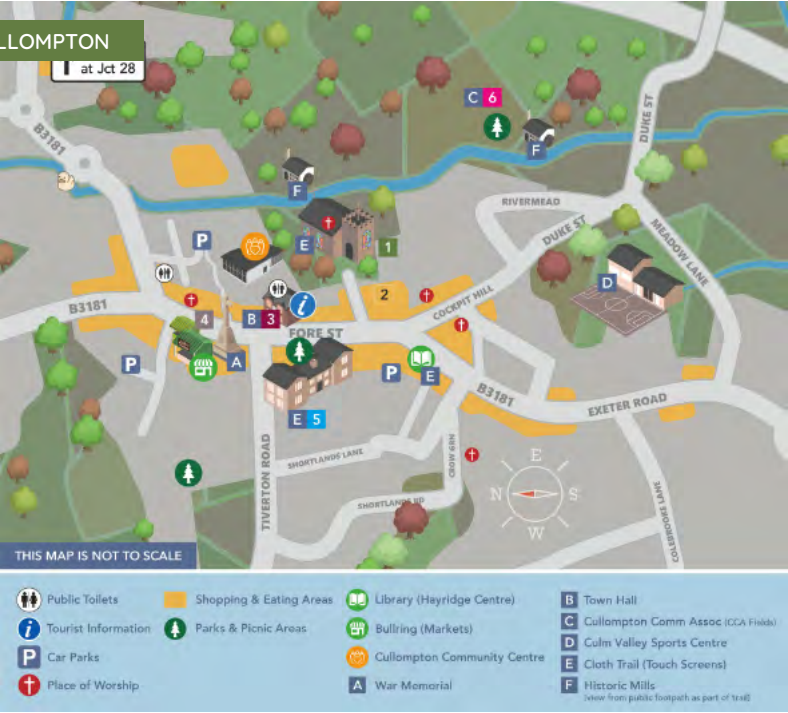 LLOMPTON
at Jct 28
B3181
DUKE ST
C 6
F
F
RIVERMEAD
DUKE ST
MEADOW LANE
P
E
1
D
B3181
2
COCKPIT HILL
4
B 3
i
FORE ST
A
P
P
E
B3181
EXETER ROAD
E 5
TIVERTON ROAD
SHORTLANDS LANE
CROW GRN
SHORTLANDS RD
COLEBROOKE LANE
E
N
S
W
THIS MAP IS NOT TO SCALE
Public Toilets
i Tourist Information
P Car Parks
Place of Worship
Shopping & Eating Areas
Parks & Picnic Areas
Library (Hayridge Centre)
Bullring (Markets)
Cullompton Community Centre
A War Memorial
B Town Hall
C Cullompton Comm Assoc (CCA Fields)
D Culm Valley Sports Centre
E Cloth Trail (Touch Screens)
F Historic Mills
(view from public footpath as part of trail)